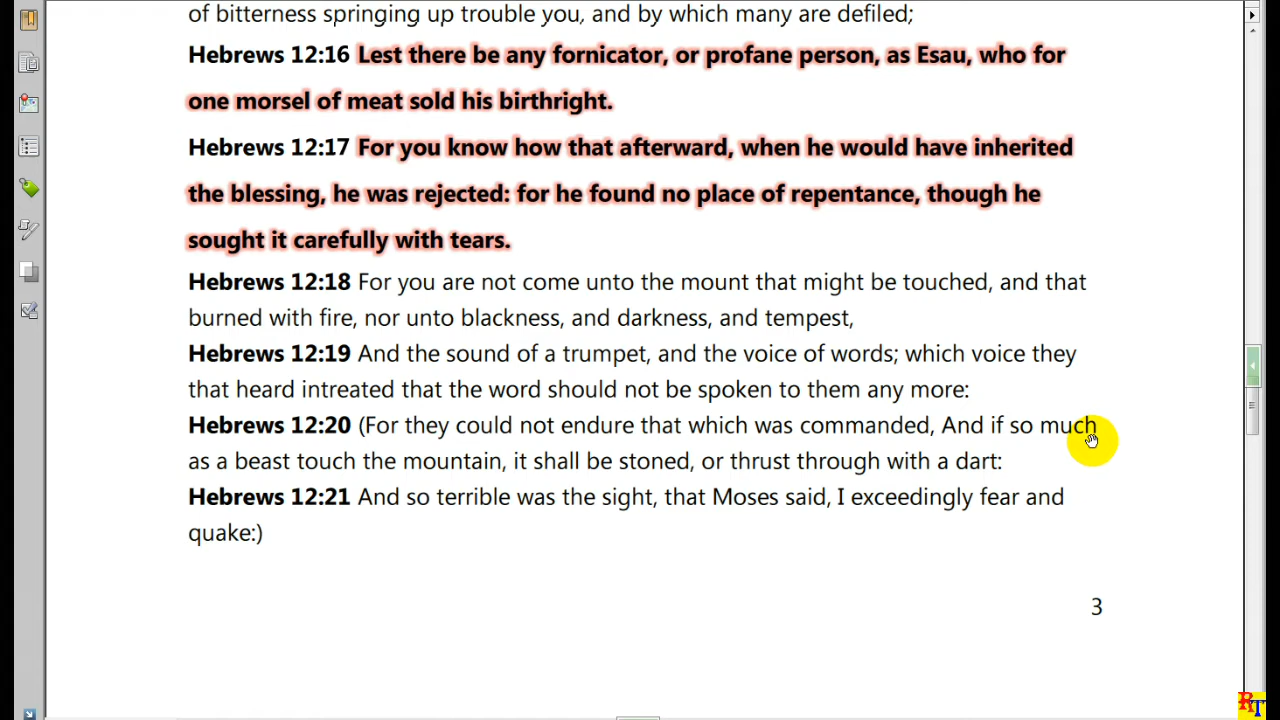 of bitterness springing up trouble you, and by which many are defiled;
Hebrews 12:16 Lest there be any fornicator, or profane person, as Esau, who for
one morsel of meat sold his birthright.
Hebrews 12:17 For you know how that afterward, when he would have inherited
the blessing, he was rejected: for he found no place of repentance, though he
sought it carefully with tears.
Hebrews 12:18 For you are not come unto the mount that might be touched, and that
burned with fire, nor unto blackness, and darkness, and tempest,
Hebrews 12:19 And the sound of a trumpet, and the voice of words; which voice they
that heard intreated that the word should not be spoken to them any more:
Hebrews 12:20 (For they could not endure that which was commanded, And if so much
as a beast touch the mountain, it shall be stoned, or thrust through with a dart:
Hebrews 12:21 And so terrible was the sight, that Moses said, I exceedingly fear and
quake:)
3
RT